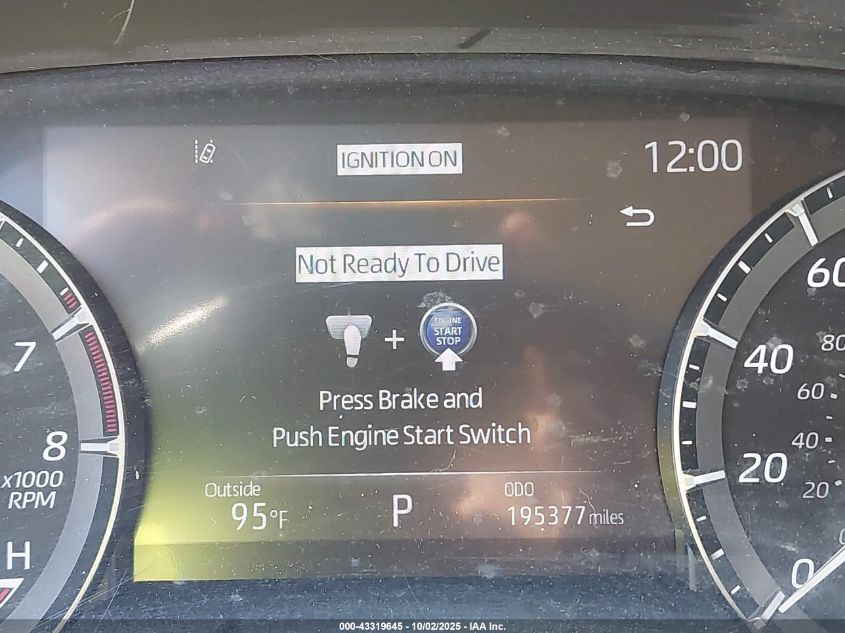 IGNITION ON
12:00
Not Ready To Drive
ENGINE
START
STOP
+
Press Brake and
Push Engine Start Switch
Outside
95°F
P
ODO
195377 miles
7
8
x1000
RPM
H
60
40
20
0
80
60
40
20
000-43319645 - 10/02/2025 - IAA Inc.